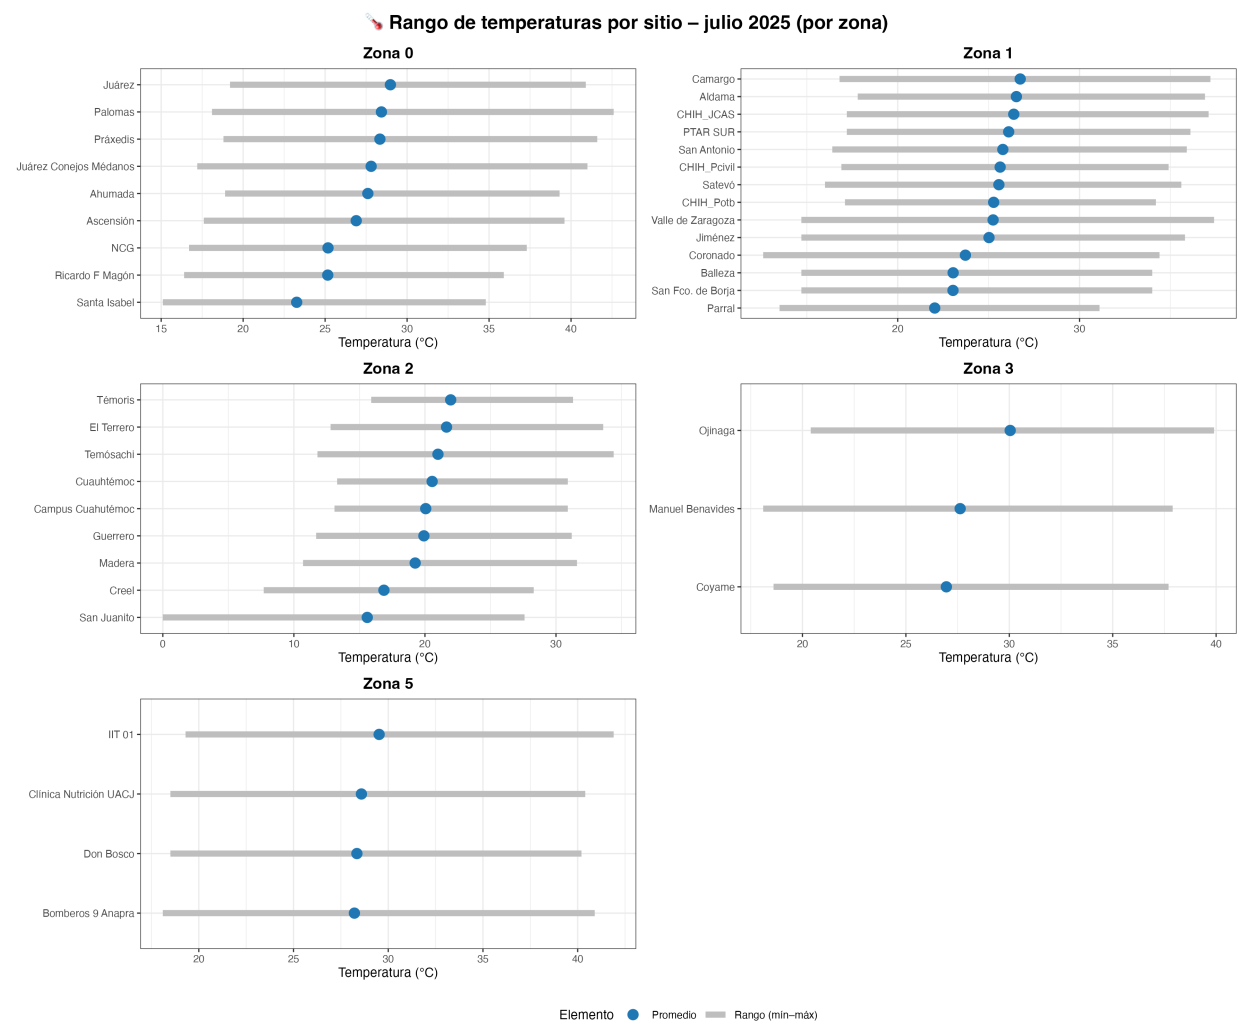 🌡️ Rango de temperaturas por sitio – julio 2025 (por zona)
Zona 0
Juárez
Palomas
Práxedis
Juárez Conejos Médanos
Ahumada
Ascensión
NCG
Ricardo F Magón
Santa Isabel
15 20 25 30 35 40
Temperatura (°C)
Zona 1
Camargo
Aldama
CHIH_JCAS
PTAR SUR
San Antonio
CHIH_Pcivil
Satevó
CHIH_Potb
Valle de Zaragoza
Jiménez
Coronado
Balleza
San Fco. de Borja
Parral
20 30
Temperatura (°C)
Zona 2
Témoris
El Terrero
Temósachi
Cuauhtémoc
Campus Cuahutémoc
Guerrero
Madera
Creel
San Juanito
0 10 20 30
Temperatura (°C)
Zona 3
Ojinaga
Manuel Benavides
Coyame
20 25 30 35 40
Temperatura (°C)
Zona 5
IIT 01
Clínica Nutrición UACJ
Don Bosco
Bomberos 9 Anapra
20 25 30 35 40
Temperatura (°C)
Elemento Promedio Rango (mín–máx)